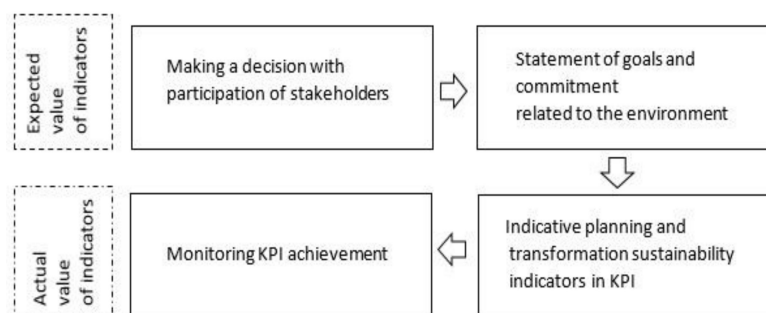 Expected
value
of indicators
Making a decision with
participation of stakeholders
Statement of goals and
commitment
related to the environment
Actual
value
of indicators
Monitoring KPI achievement
Indicative planning and
transformation sustainability
indicators in KPI